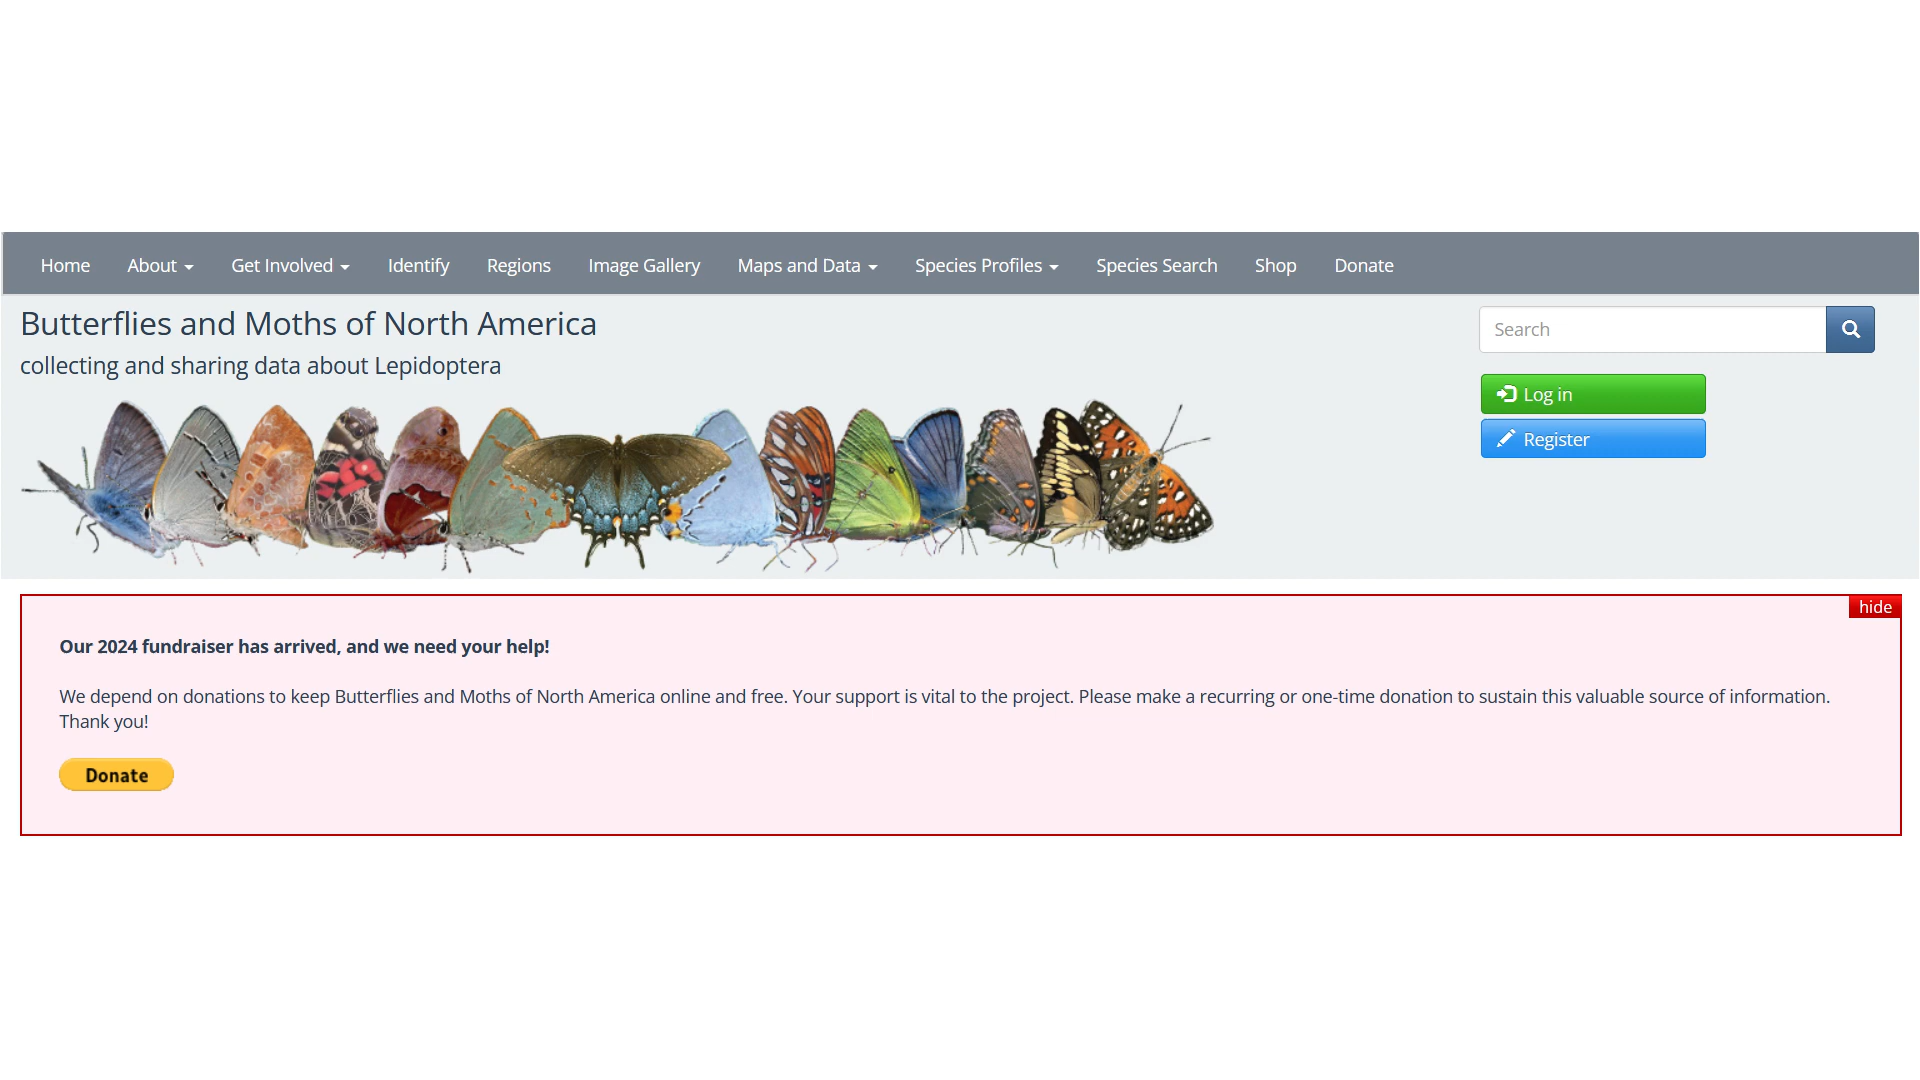 Home About Get Involved Identify Regions Image Gallery Maps and Data Species Profiles Species Search Shop Donate
Butterflies and Moths of North America
collecting and sharing data about Lepidoptera
Search
Log in
Register
hide
Our 2024 fundraiser has arrived, and we need your help!
We depend on donations to keep Butterflies and Moths of North America online and free. Your support is vital to the project. Please make a recurring or one-time donation to sustain this valuable source of information.
Thank you!
Donate